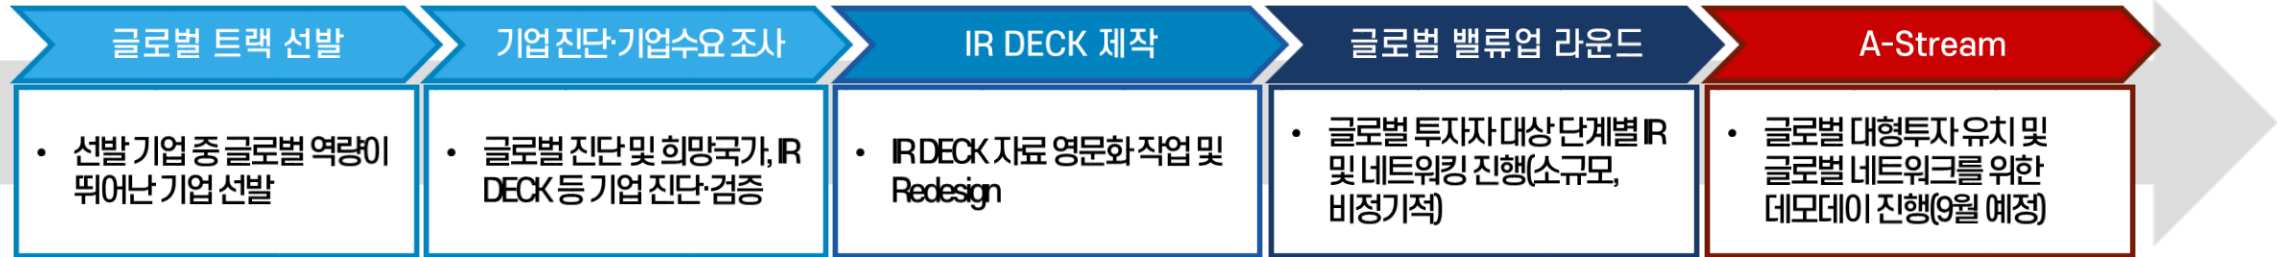 글로벌 트랙 선발
기업 진단·기업수요 조사
IR DECK 제작
글로벌 밸류업 라운드
A-Stream
• 선발 기업 중 글로벌 역량이
뛰어난 기업 선발
• 글로벌 진단 및 희망국가, IR
DECK 등 기업 진단·검증
• IR DECK 자료 영문화 작업 및
Redesign
• 글로벌 투자자 대상 단계별 IR
및 네트워킹 진행(소규모,
비정기적)
• 글로벌 대형투자 유치 및
글로벌 네트워크를 위한
데모데이 진행(9월 예정)